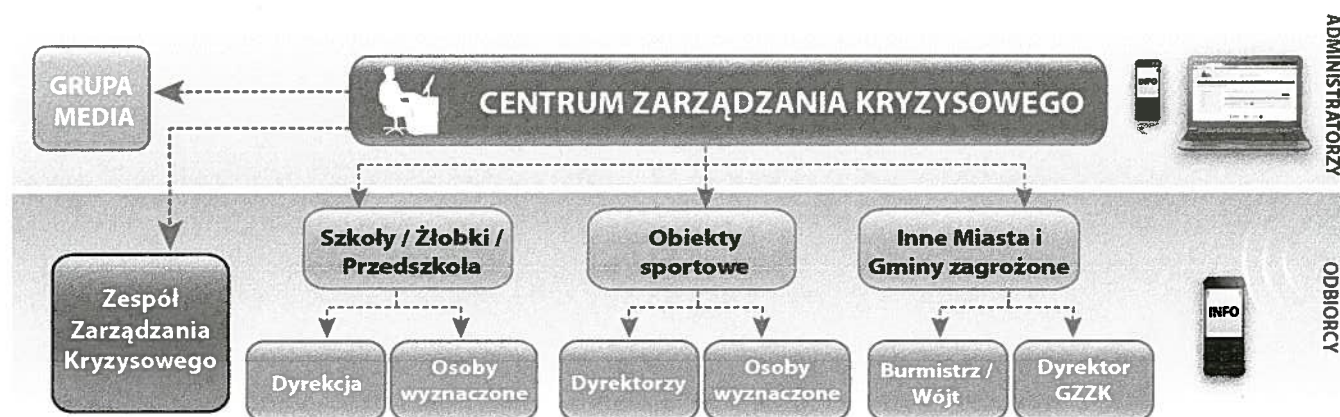 GRUPA
MEDIA
CENTRUM ZARZĄDZANIA KRYZYSOWEGO
INFO
ADMINISTRATORZY
Szkoły / Żłobki /
Przedszkola
Obiekty
sportowe
Inne Miasta i
Gminy zagrożone
Zespół
Zarządzania
Kryzysowego
Dyrekcja
Osoby
wyznaczone
Dyrektorzy
Osoby
wyznaczone
Burmistrz /
Wójt
Dyrektor
GZZK
INFO
ODBIORCY